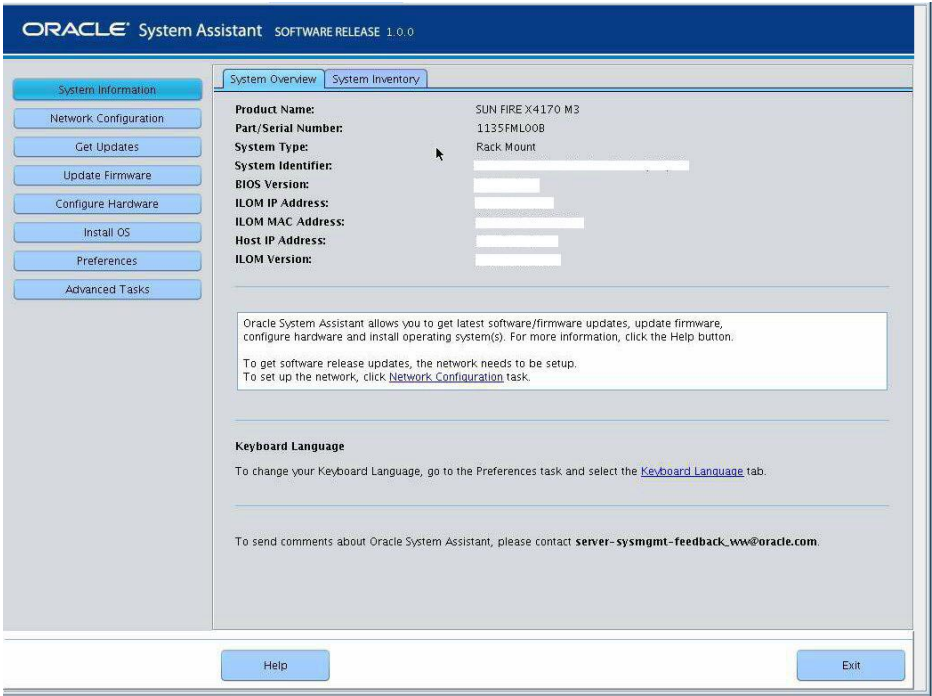 ORACLE® System Assistant SOFTWARE RELEASE 1.0.0
System Information
Network Configuration
Get Updates
Update Firmware
Configure Hardware
Install OS
Preferences
Advanced Tasks
System Overview System Inventory
Product Name: SUN FIRE X4170 M3
Part/Serial Number: 1135FML00B
System Type: Rack Mount
System Identifier:
BIOS Version:
ILOM IP Address:
ILOM MAC Address:
Host IP Address:
ILOM Version:
Oracle System Assistant allows you to get latest software/firmware updates, update firmware,
configure hardware and install operating system(s). For more information, click the Help button.
To get software release updates, the network needs to be setup.
To set up the network, click Network Configuration task.
Keyboard Language
To change your Keyboard Language, go to the Preferences task and select the Keyboard Language tab.
To send comments about Oracle System Assistant, please contact server-sysmgmt-feedback_ww@oracle.com.
Help Exit